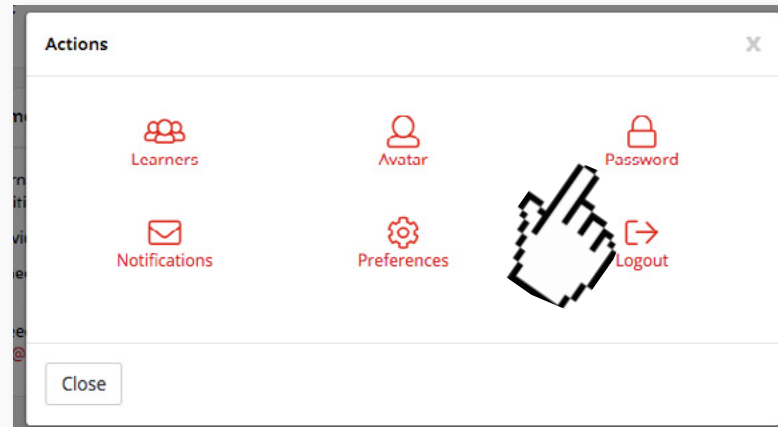 Actions
X
Learners
Avatar
Password
Notifications
Preferences
Logout
Close